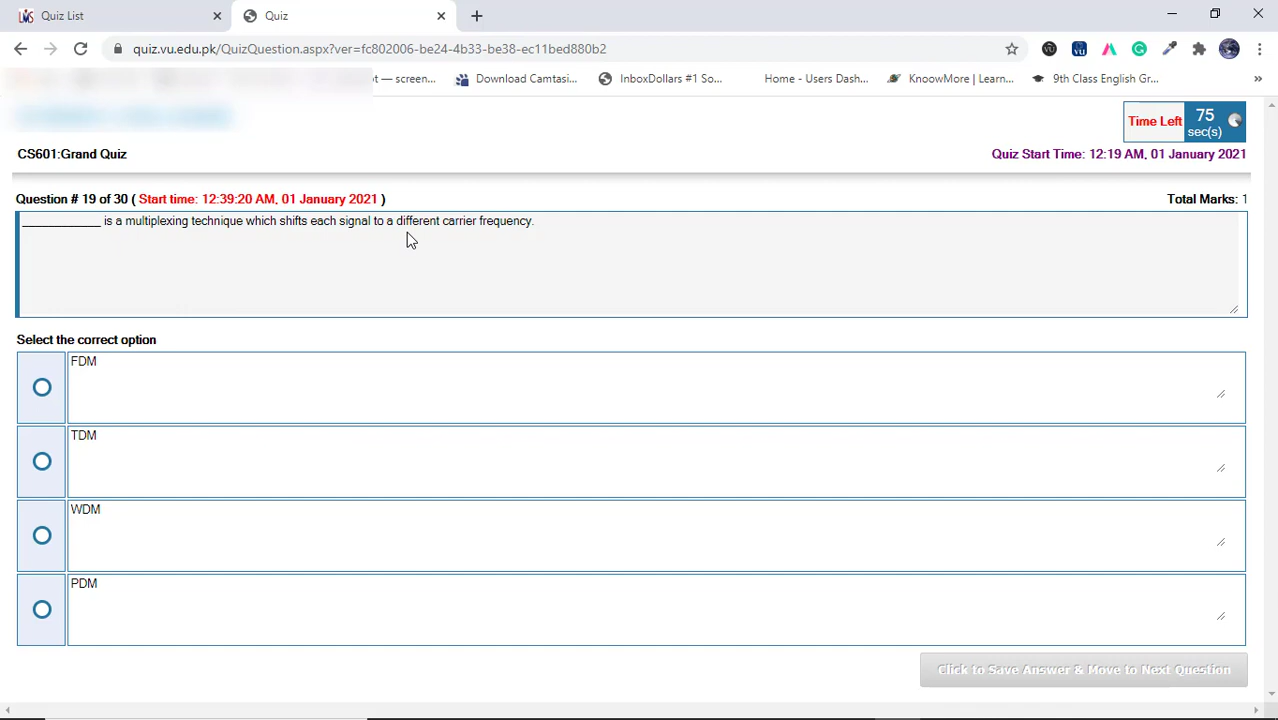 Quiz List
Quiz
quiz.vu.edu.pk/QuizQuestion.aspx?ver=fc802006-be24-4b33-be38-ec11bed880b2
screen...
Download Camtasi...
InboxDollars #1 So...
Home - Users Dash...
KnoowMore | Learn...
9th Class English Gr...
»
Time Left
75
sec(s)
CS601:Grand Quiz
Quiz Start Time: 12:19 AM, 01 January 2021
Question # 19 of 30 ( Start time: 12:39:20 AM, 01 January 2021 )
Total Marks: 1
____________ is a multiplexing technique which shifts each signal to a different carrier frequency.
Select the correct option
FDM
TDM
WDM
PDM
Click to Save Answer & Move to Next Question